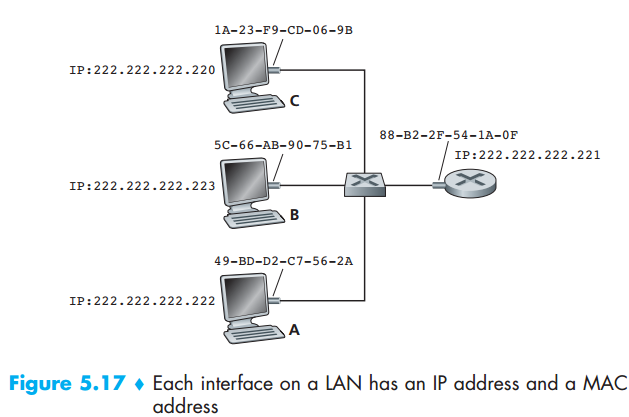 1A-23-F9-CD-06-9B
IP:222.222.222.220
C
88-B2-2F-54-1A-0F
5C-66-AB-90-75-B1
IP:222.222.222.221
IP:222.222.222.223
B
49-BD-D2-C7-56-2A
IP:222.222.222.222
A
Figure 5.17 ♦ Each interface on a LAN has an IP address and a MAC
address